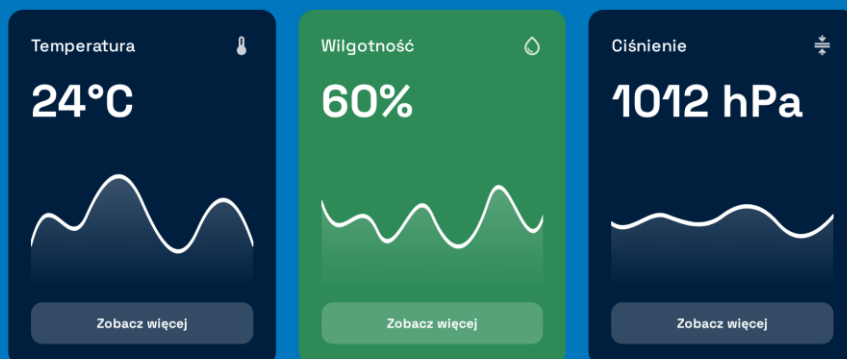 Temperatura
24°C
Zobacz więcej
Wilgotność
60%
Zobacz więcej
Ciśnienie
1012 hPa
Zobacz więcej